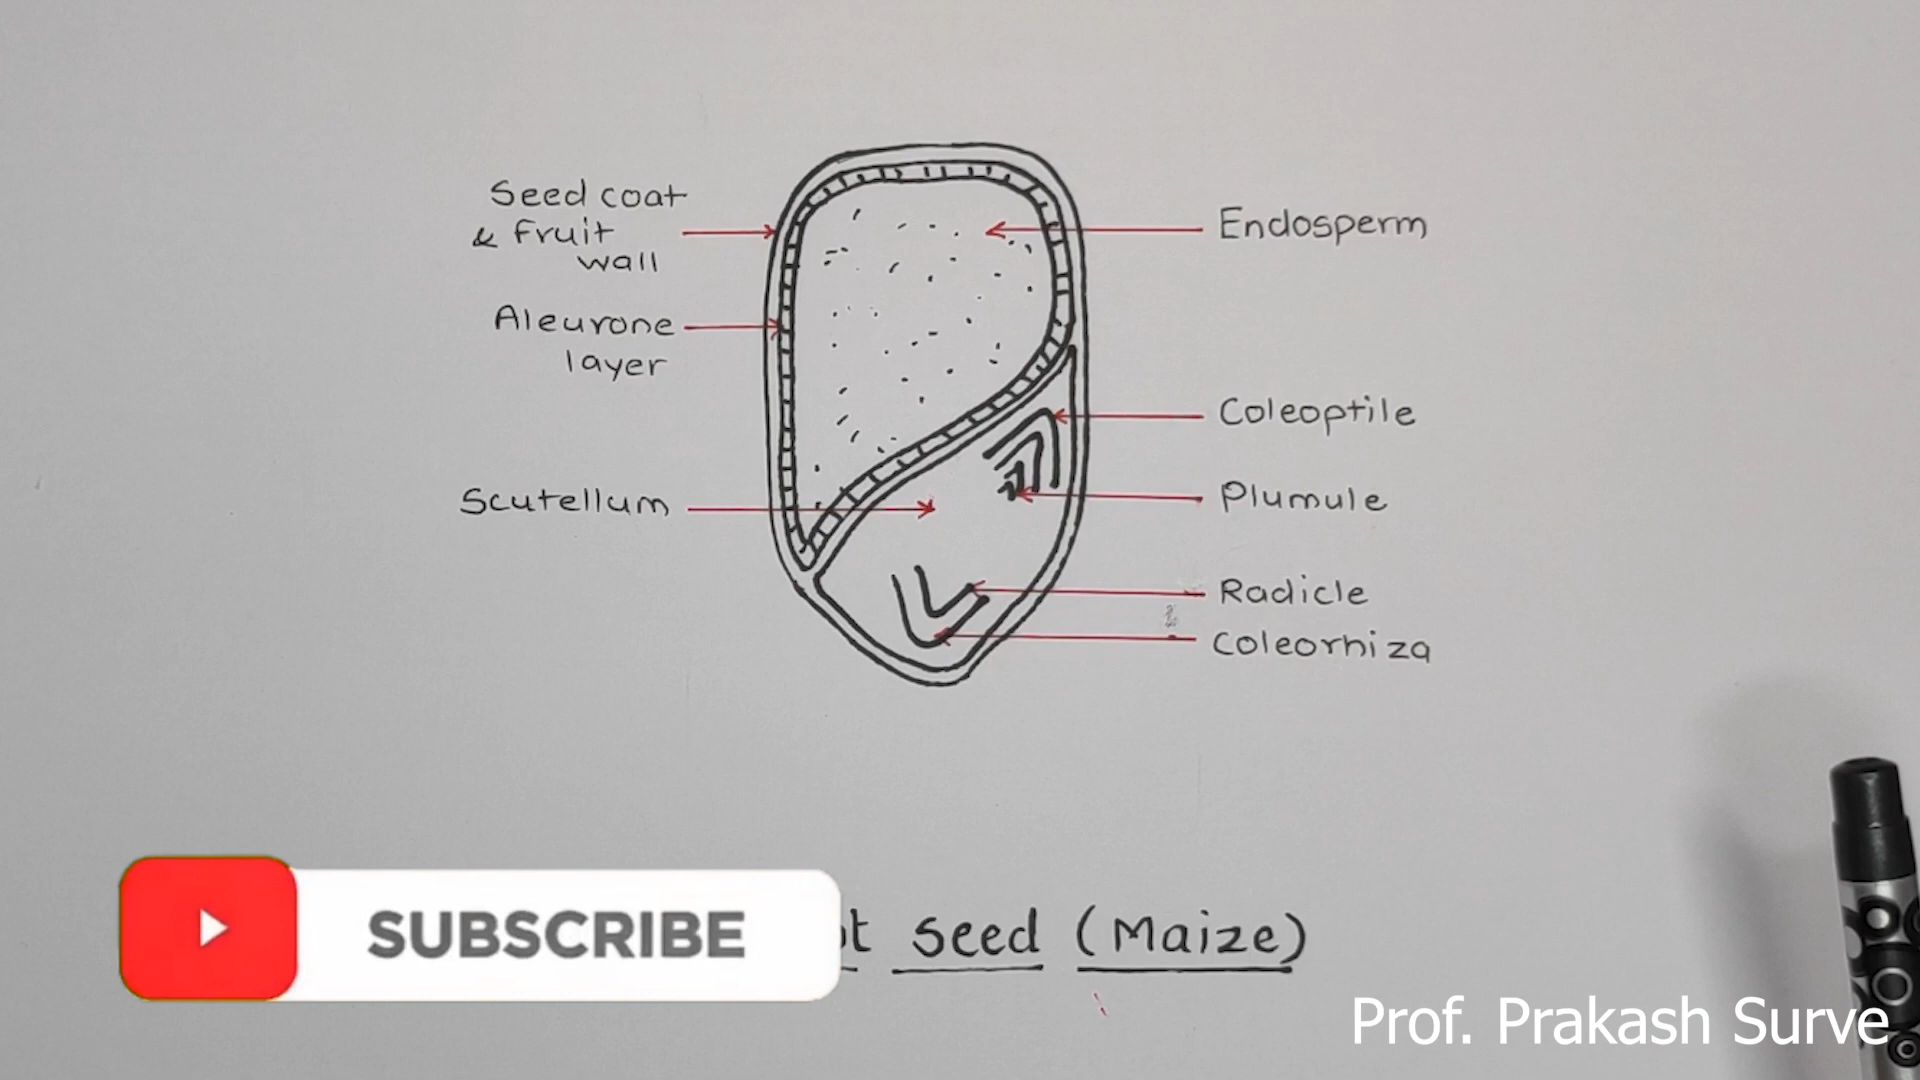 Seed coat
& fruit
wall
Aleurone
layer
Scutellum
Endosperm
Coleoptile
Plumule
Radicle
Coleorhiza
SUBSCRIBE
seed (Maize)
Prof. Prakash Surve